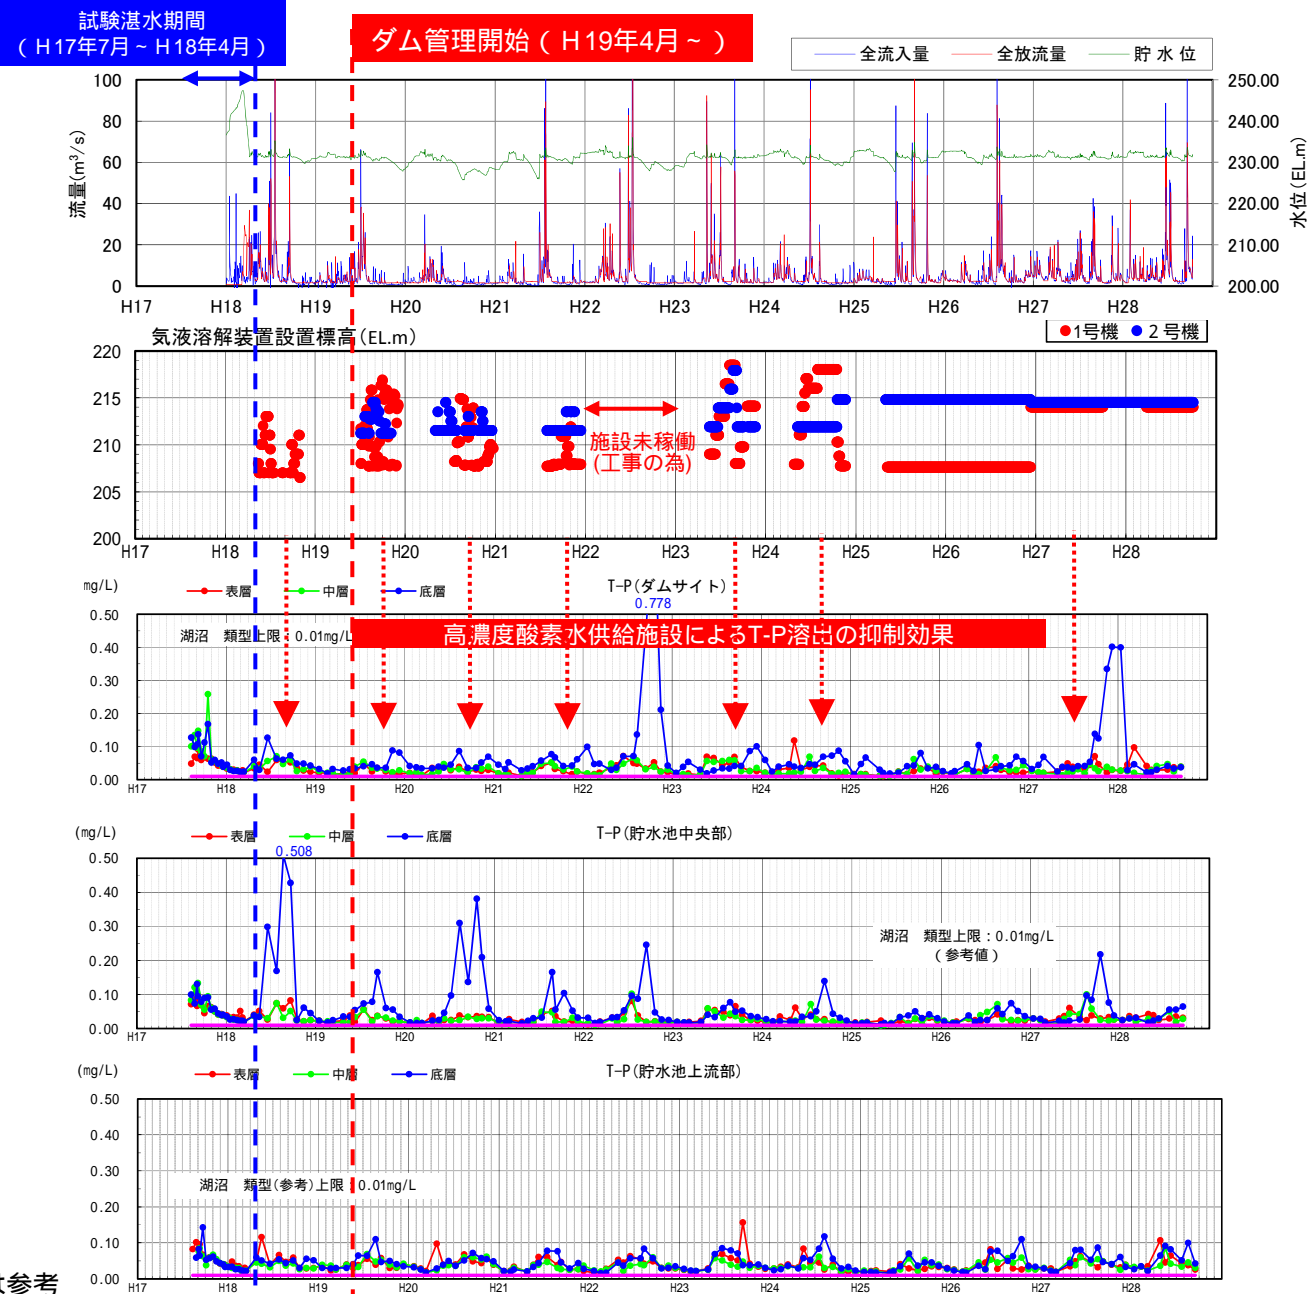 試験湛水期間
（H17年7月～H18年4月）
ダム管理開始（H19年4月～ ）
全流入量 全放流量 貯 水 位
流量(m³/s)
100
80
60
40
20
0
250.00
240.00
230.00
220.00
210.00
200.00
水位(EL.m)
H17 H18 H19 H20 H21 H22 H23 H24 H25 H26 H27 H28
気液溶解装置設置標高(EL.m)
1号機 2号機
220
215
210
205
200
施設未稼働
(工事の為)
H17 H18 H19 H20 H21 H22 H23 H24 H25 H26 H27 H28
mg/L)
表層 中層 底層
T-P(ダムサイト)
0.778
湖沼 類型上限：0.01mg/L
高濃度酸素水供給施設によるT-P溶出の抑制効果
0.50
0.40
0.30
0.20
0.10
0.00
H17 H18 H19 H20 H21 H22 H23 H24 H25 H26 H27 H28
(mg/L)
表層 中層 底層
T-P(貯水池中央部)
0.508
湖沼 類型上限：0.01mg/L
（参考値）
0.50
0.40
0.30
0.20
0.10
0.00
H17 H18 H19 H20 H21 H22 H23 H24 H25 H26 H27 H28
(mg/L)
表層 中層 底層
T-P(貯水池上流部)
湖沼 類型(参考)上限：0.01mg/L
0.50
0.40
0.30
0.20
0.10
0.00
H17 H18 H19 H20 H21 H22 H23 H24 H25 H26 H27 H28
は参考